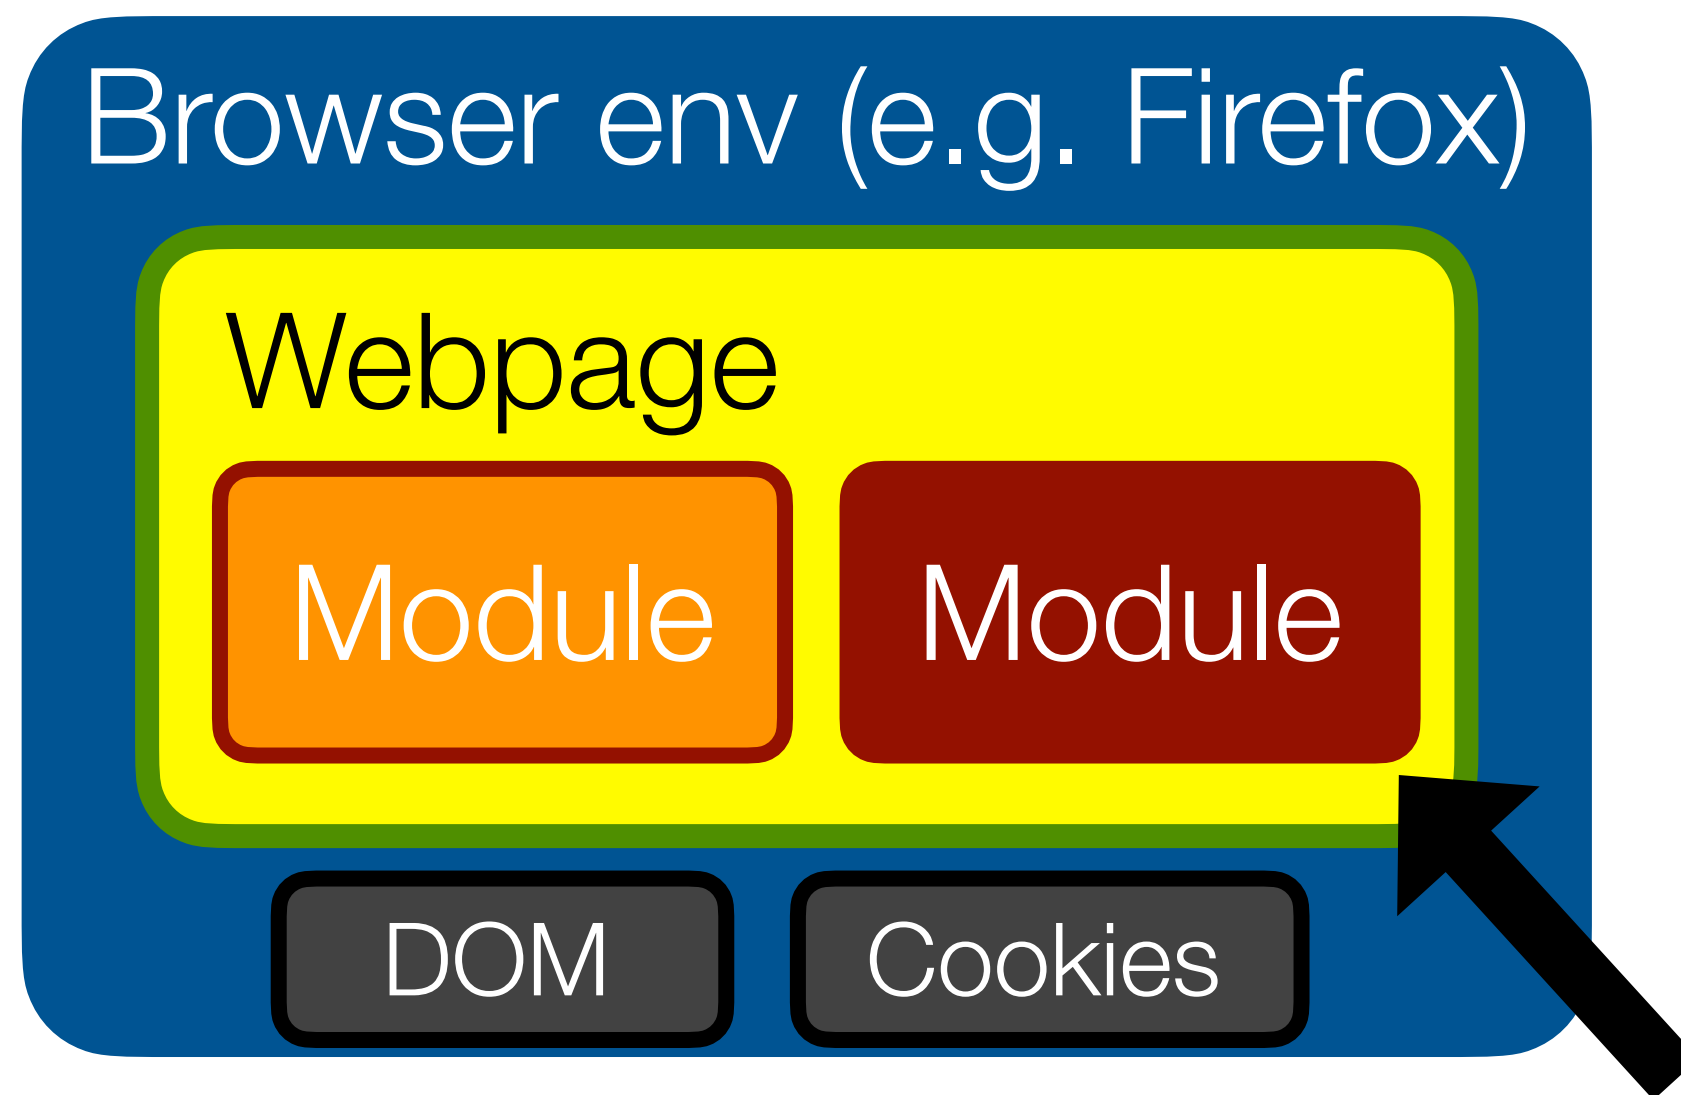 Browser env (e.g. Firefox)
Webpage
Module
Module
DOM
Cookies